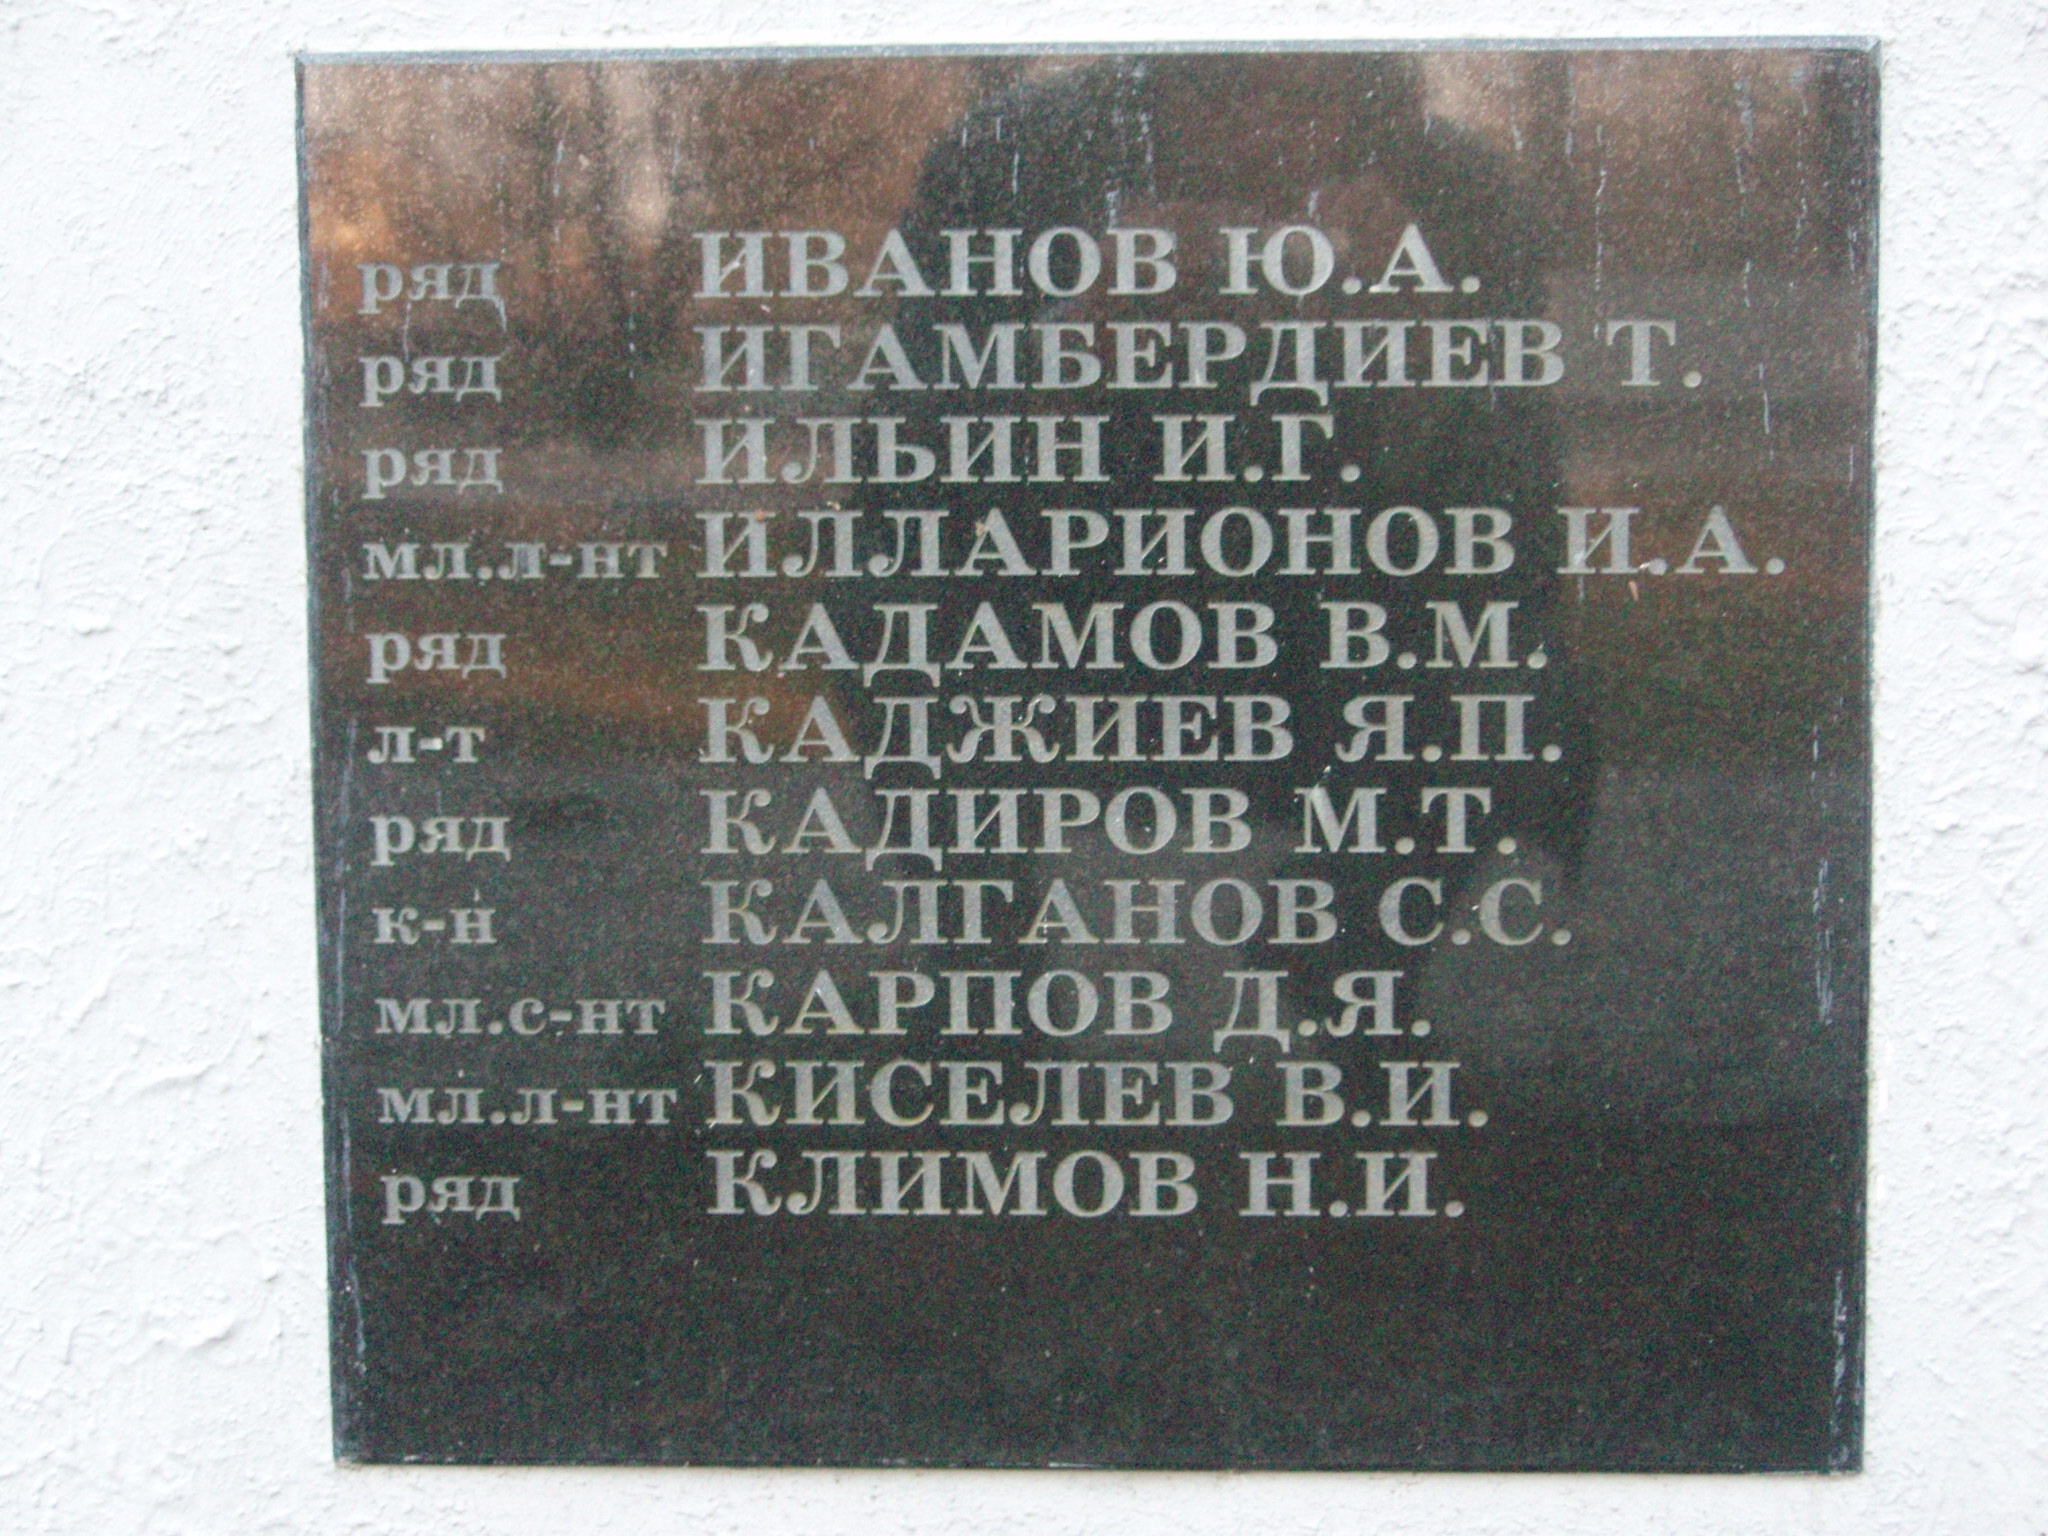 ряд ИВАНОВ Ю.А.
ряд ИГАМБЕРДИЕВ Т.
ряд ИЛЬИН И.Г.
мл.л-нт ИЛЛАРИОНОВ И.А.
ряд КАДАМОВ В.М.
л-т КАДЖИЕВ Я.П.
ряд КАДИРОВ М.Т.
к-н КАЛГАНОВ С.С.
мл.с-нт КАРПОВ Д.Я.
мл.л-нт КИСЕЛЕВ В.И.
ряд КЛИМОВ Н.И.